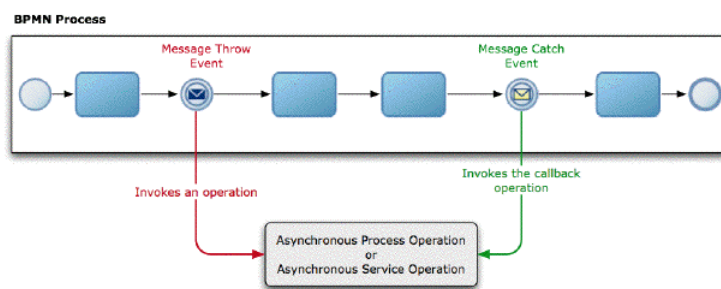 BPMN Process
Message Throw
Event
Message Catch
Event
Invokes an operation
Invokes the callback
operation
Asynchronous Process Operation
or
Asynchronous Service Operation